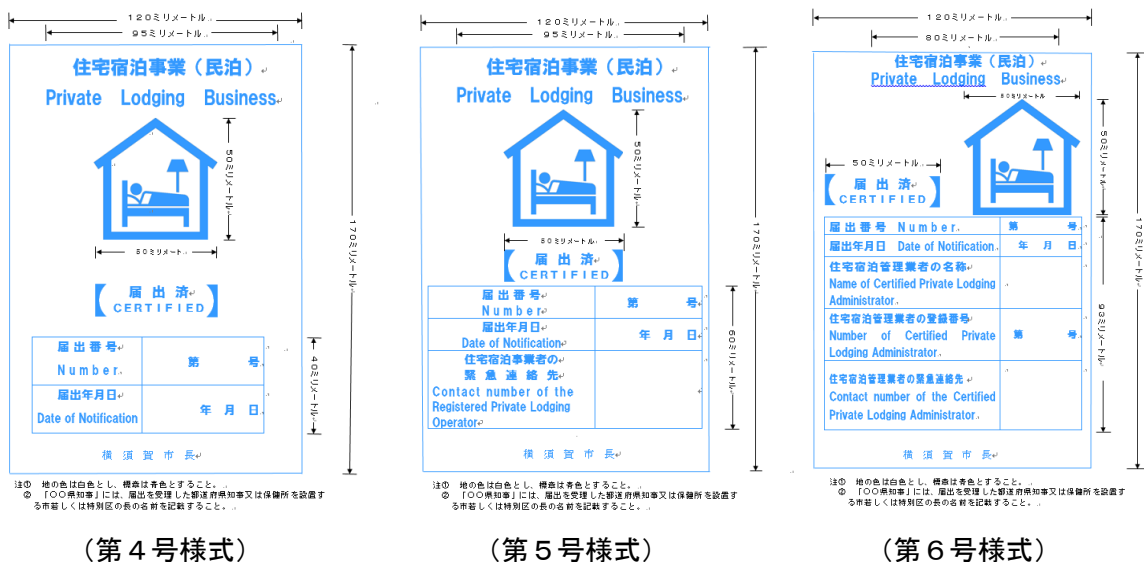 120ミリメートル
95ミリメートル
住宅宿泊事業(民泊)
Private Lodging Business
50ミリメートル
50ミリメートル
170ミリメートル
【届出済 CERTIFIED】
届出番号
Number
第 号
届出年月日
Date of Notification
年 月 日
40ミリメートル
横須賀市長
注① 地の色は白色とし、標章は青色とすること。
② 「〇〇県知事」には、届出を受理した都道府県知事又は保健所を設置す
る市若しくは特別区の長の名前を記載すること。
(第4号様式)
120ミリメートル
95ミリメートル
住宅宿泊事業(民泊)
Private Lodging Business
50ミリメートル
50ミリメートル
170ミリメートル
【届出済 CERTIFIED】
届出番号
Number
第 号
届出年月日
Date of Notification
年 月 日
住宅宿泊事業者の
緊急連絡先
Contact number of the
Registered Private Lodging
Operator
60ミリメートル
横須賀市長
注① 地の色は白色とし、標章は青色とすること。
② 「〇〇県知事」には、届出を受理した都道府県知事又は保健所を設置す
る市若しくは特別区の長の名前を記載すること。
(第5号様式)
120ミリメートル
80ミリメートル
住宅宿泊事業(民泊)
Private Lodging Business
50ミリメートル
50ミリメートル
50ミリメートル
170ミリメートル
【届出済 CERTIFIED】
届出番号 Number
第 号
届出年月日 Date of Notification
年 月 日
住宅宿泊管理業者の名称
Name of Certified Private Lodging
Administrator
住宅宿泊管理業者の登録番号
Number of Certified Private
Lodging Administrator
第 号
住宅宿泊管理業者の緊急連絡先
Contact number of the Certified
Private Lodging Administrator
93ミリメートル
横須賀市長
注① 地の色は白色とし、標章は青色とすること。
② 「〇〇県知事」には、届出を受理した都道府県知事又は保健所を設置す
る市若しくは特別区の長の名前を記載すること。
(第6号様式)